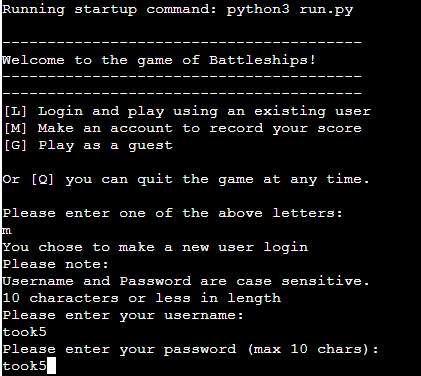 Running startup command: python3 run.py
----------------------------------------
Welcome to the game of Battleships!
----------------------------------------
----------------------------------------
[L] Login and play using an existing user
[M] Make an account to record your score
[G] Play as a guest
Or [Q] you can quit the game at any time.
Please enter one of the above letters:
m
You chose to make a new user login
Please note:
Username and Password are case sensitive.
10 characters or less in length
Please enter your username:
took5
Please enter your password (max 10 chars):
took5